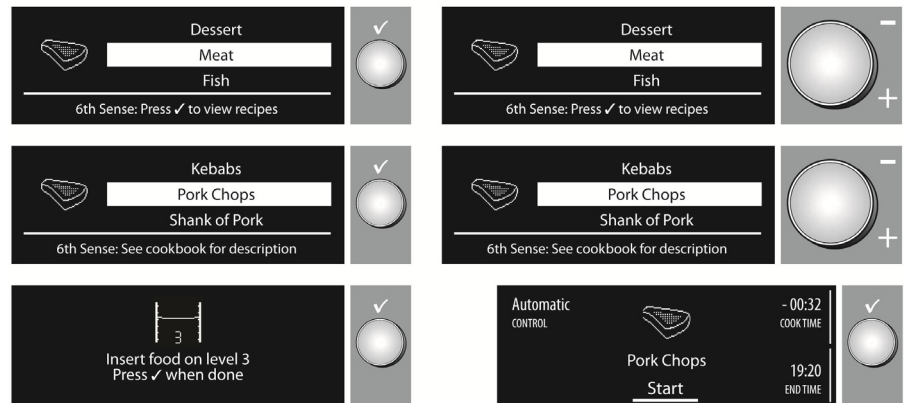 Dessert
Meat
Fish
6th Sense: Press ✓ to view recipes
✓
Dessert
Meat
Fish
6th Sense: Press ✓ to view recipes
-
+
Kebabs
Pork Chops
Shank of Pork
6th Sense: See cookbook for description
✓
Kebabs
Pork Chops
Shank of Pork
6th Sense: See cookbook for description
-
+
3
Insert food on level 3
Press ✓ when done
✓
Automatic
CONTROL
- 00:32
COOK TIME
Pork Chops
Start
19:20
END TIME
✓